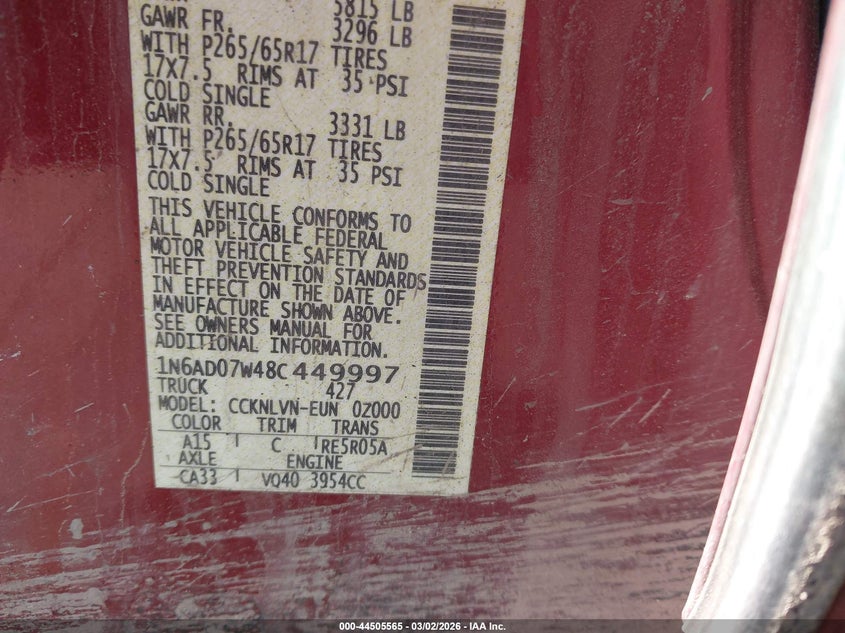 5815 LB
GAWR FR. 3296 LB
WITH P265/65R17 TIRES
17X7.5 RIMS AT 35 PSI
COLD SINGLE
GAWR RR. 3331 LB
WITH P265/65R17 TIRES
17X7.5 RIMS AT 35 PSI
COLD SINGLE
THIS VEHICLE CONFORMS TO
ALL APPLICABLE FEDERAL
MOTOR VEHICLE SAFETY AND
THEFT PREVENTION STANDARDS
IN EFFECT ON THE DATE OF
MANUFACTURE SHOWN ABOVE.
SEE OWNERS MANUAL FOR
ADDITIONAL INFORMATION.
1N6AD07W48C449997
TRUCK 427
MODEL: CCKNLVN-EUN 0Z000
COLOR TRIM TRANS
A15 C RE5R05A
AXLE ENGINE
CA33 VQ40 3954CC
000-44505565 - 03/02/2026 - IAA Inc.